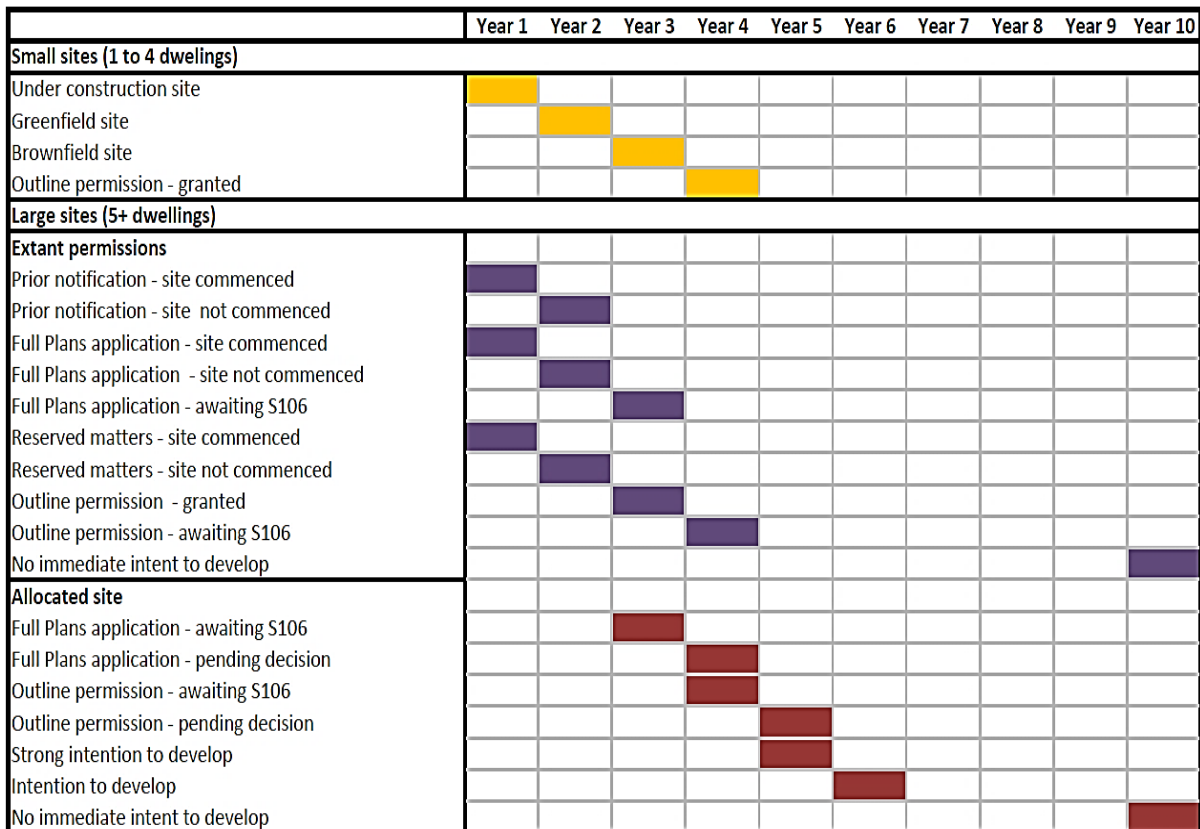 Year 1 Year 2 Year 3 Year 4 Year 5 Year 6 Year 7 Year 8 Year 9 Year 10
Small sites (1 to 4 dwelings)
Under construction site
Greenfield site
Brownfield site
Outline permission - granted
Large sites (5+ dwellings)
Extant permissions
Prior notification - site commenced
Prior notification - site not commenced
Full Plans application - site commenced
Full Plans application - site not commenced
Full Plans application - awaiting S106
Reserved matters - site commenced
Reserved matters - site not commenced
Outline permission - granted
Outline permission - awaiting S106
No immediate intent to develop
Allocated site
Full Plans application - awaiting S106
Full Plans application - pending decision
Outline permission - awaiting S106
Outline permission - pending decision
Strong intention to develop
Intention to develop
No immediate intent to develop